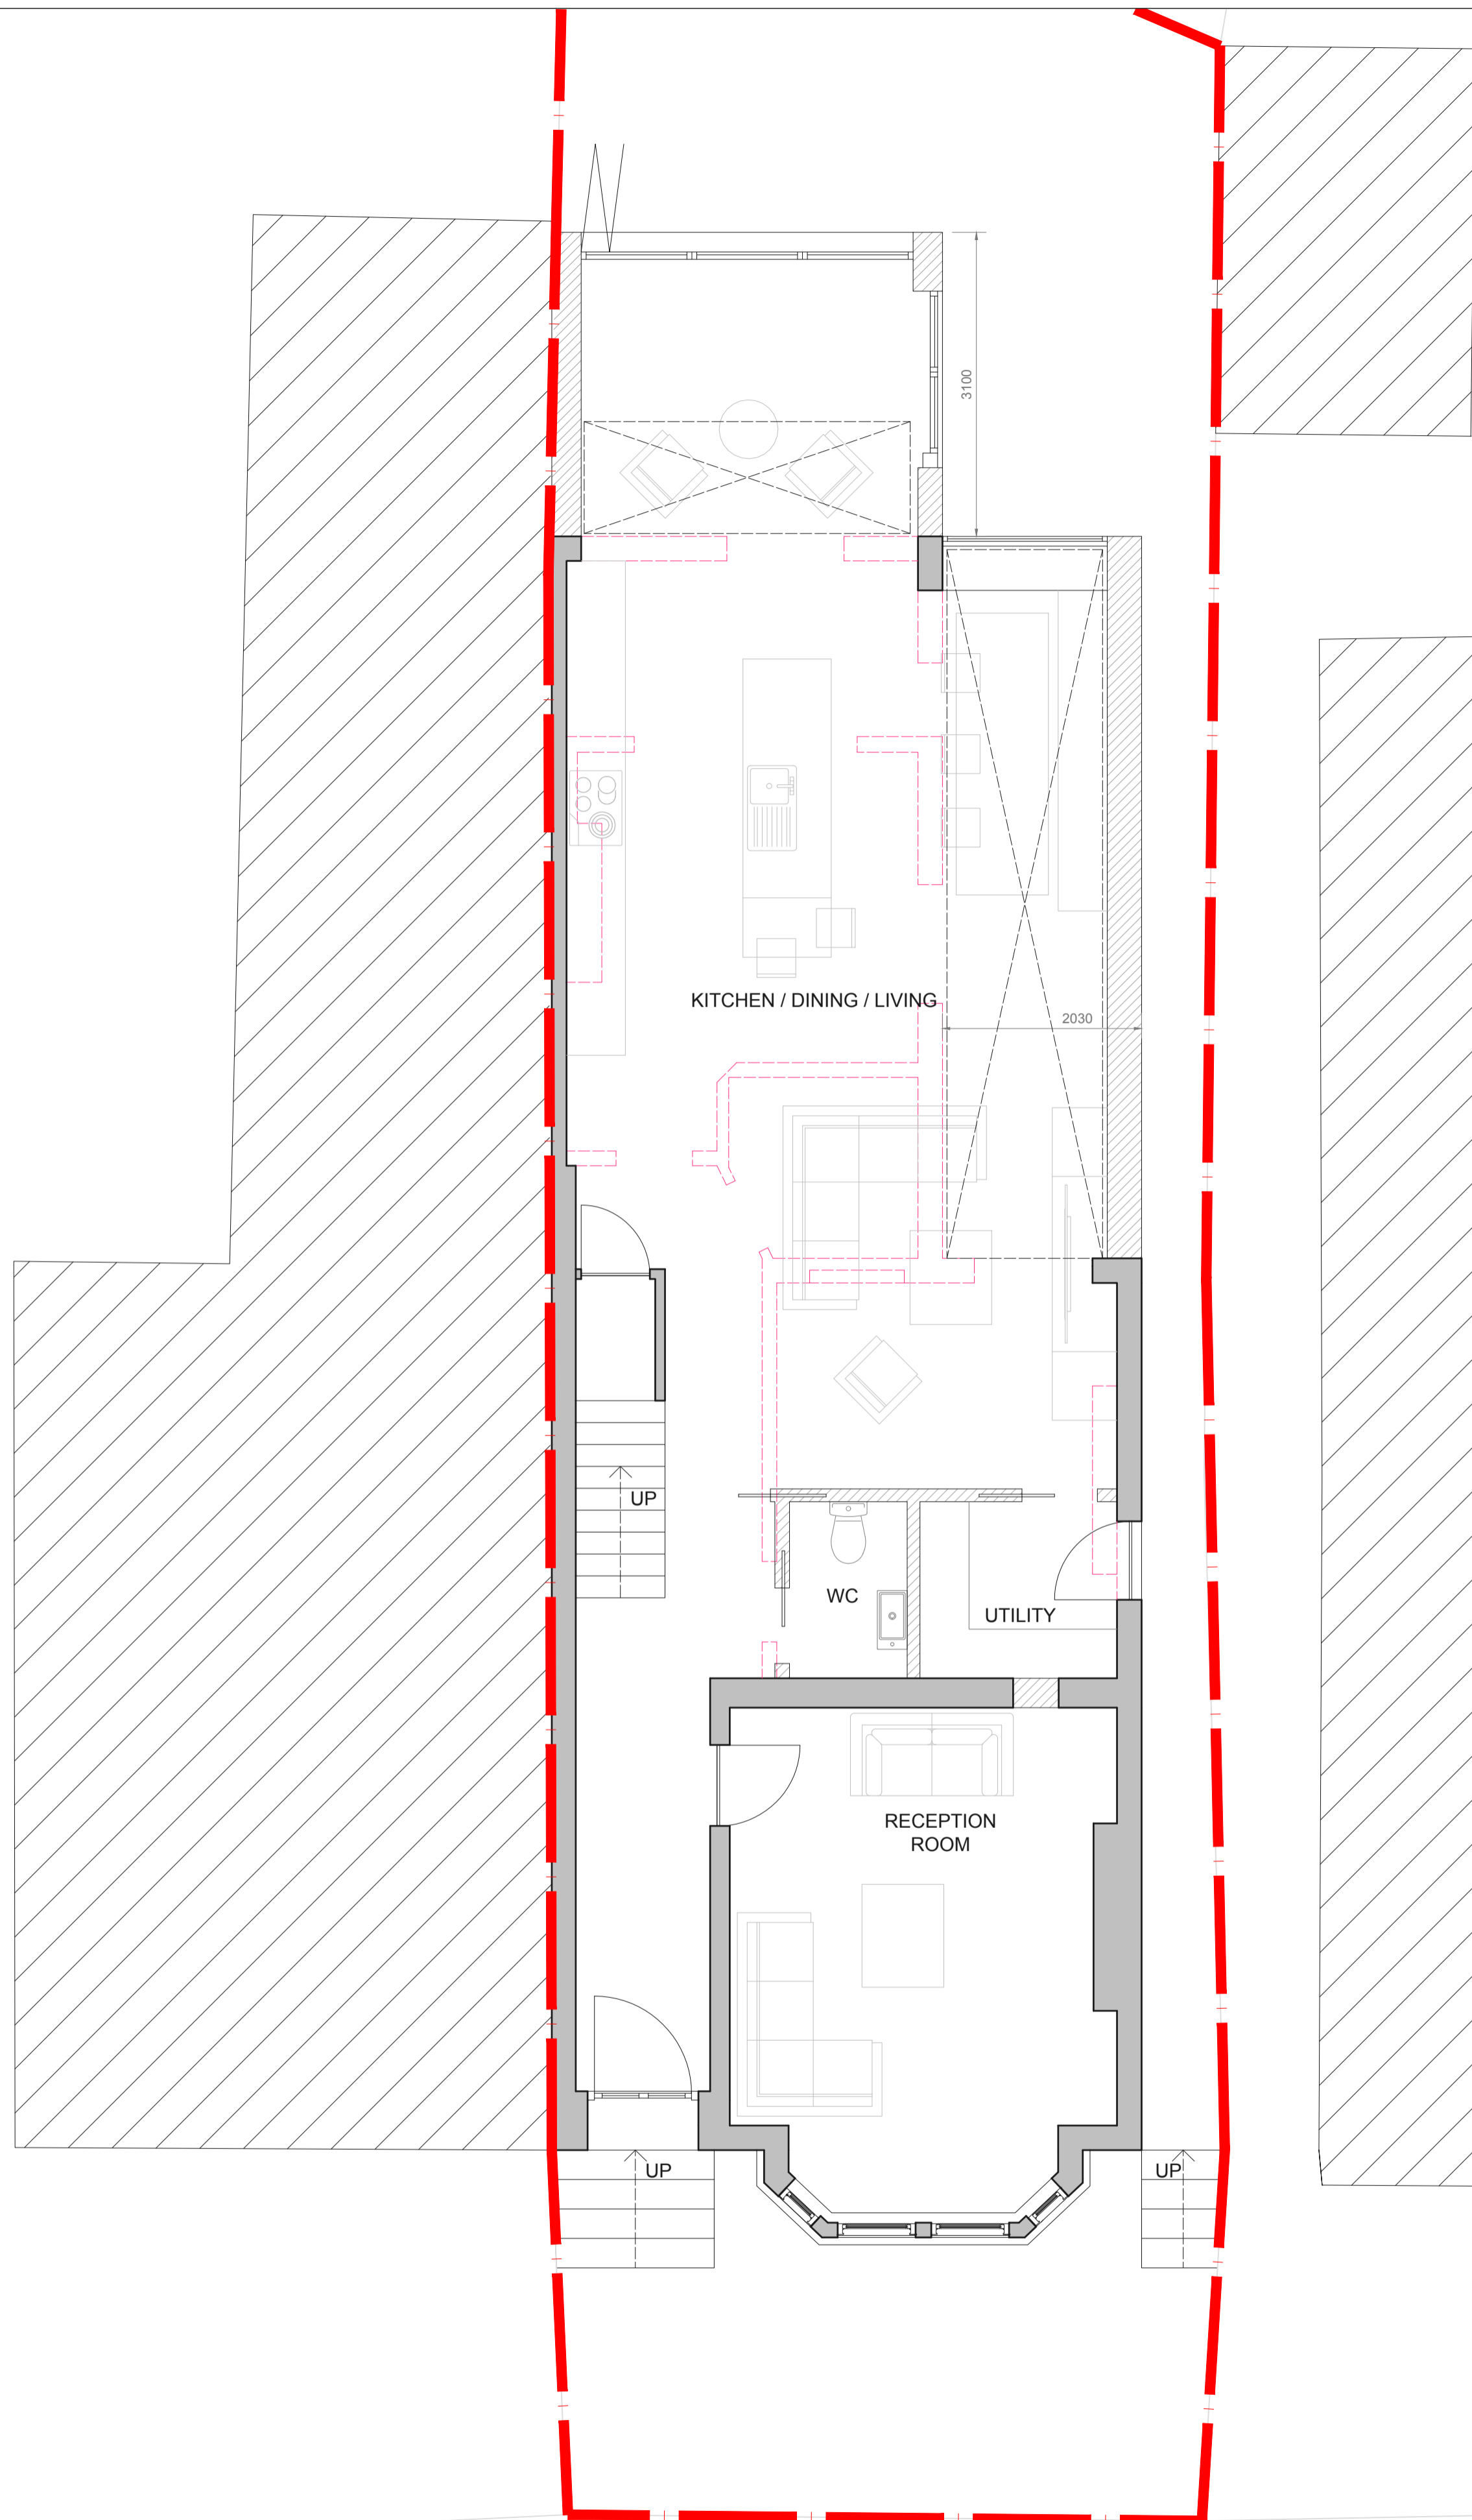 3100
KITCHEN / DINING / LIVING
2030
UP
WC
UTILITY
RECEPTION
ROOM
UP
UP